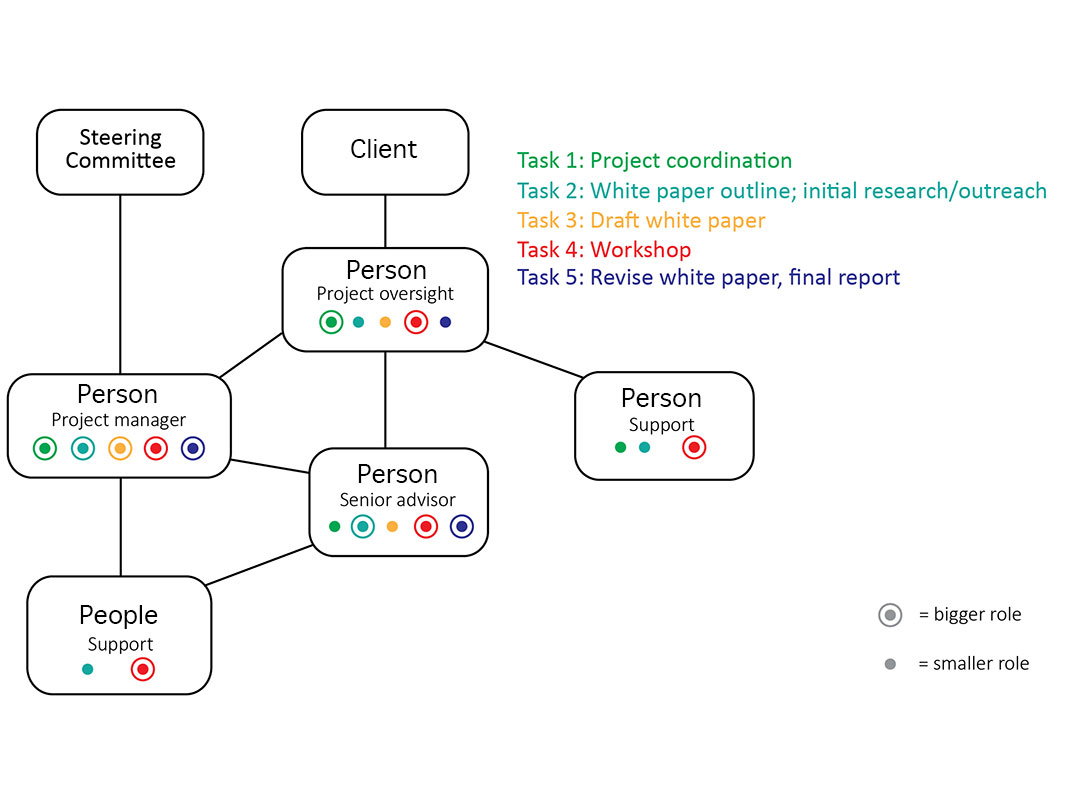 Steering
Committee
Client
Task 1: Project coordination
Task 2: White paper outline; initial research/outreach
Task 3: Draft white paper
Task 4: Workshop
Task 5: Revise white paper, final report
Person
Project oversight
Person
Project manager
Person
Support
Person
Senior advisor
People
Support
= bigger role
= smaller role